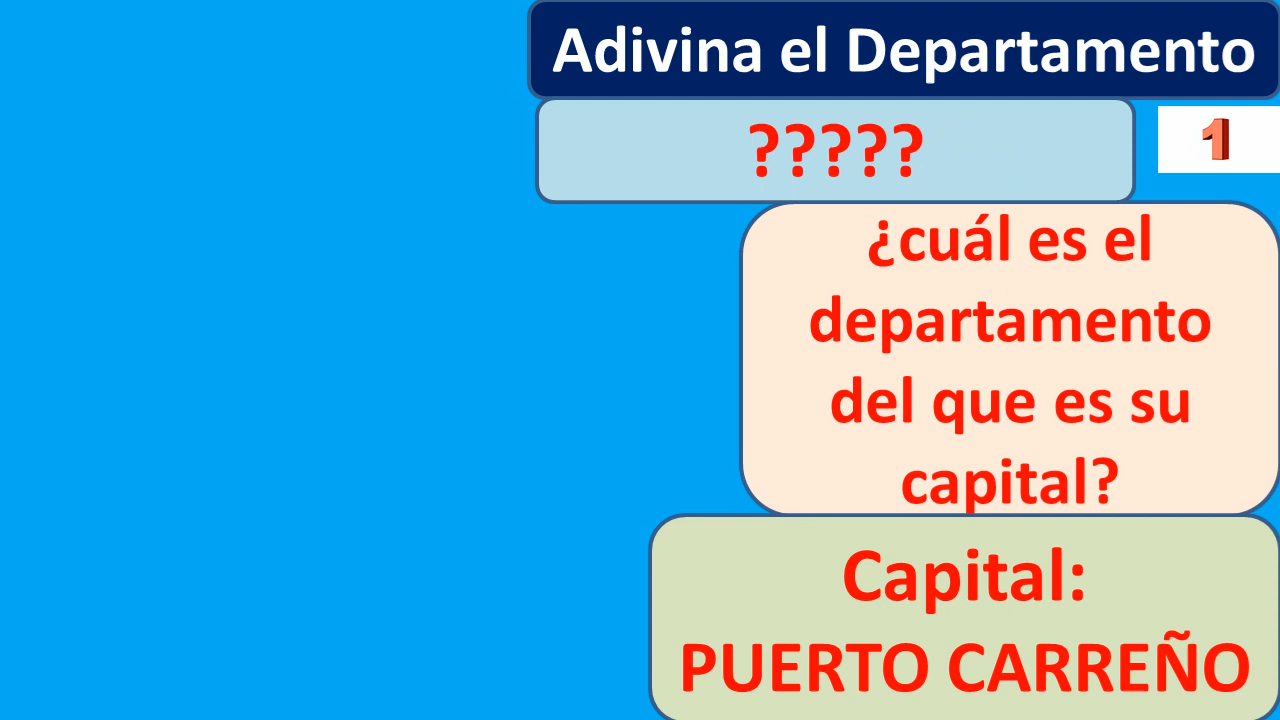 Adivina el Departamento
?????
1
¿cuál es el
departamento
del que es su
capital?
Capital:
PUERTO CARREÑO